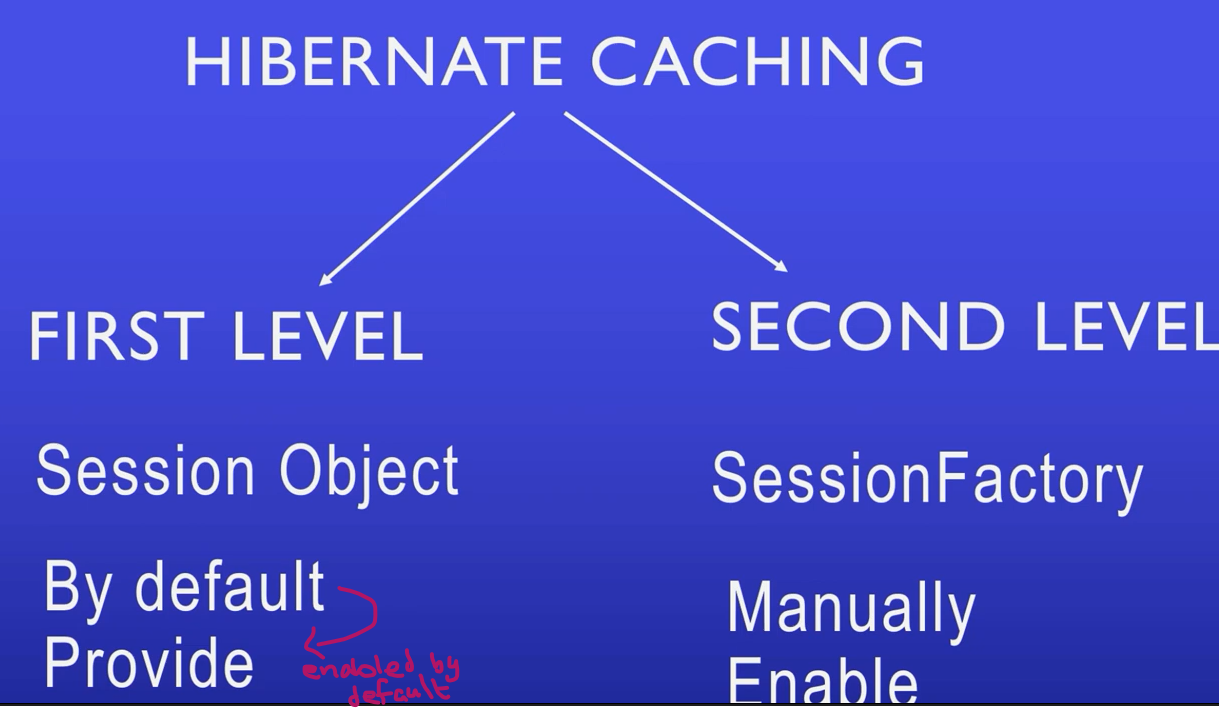 HIBERNATE CACHING
FIRST LEVEL
Session Object
By default
Provide
enabled by
default
SECOND LEVEL
SessionFactory
Manually
Enable